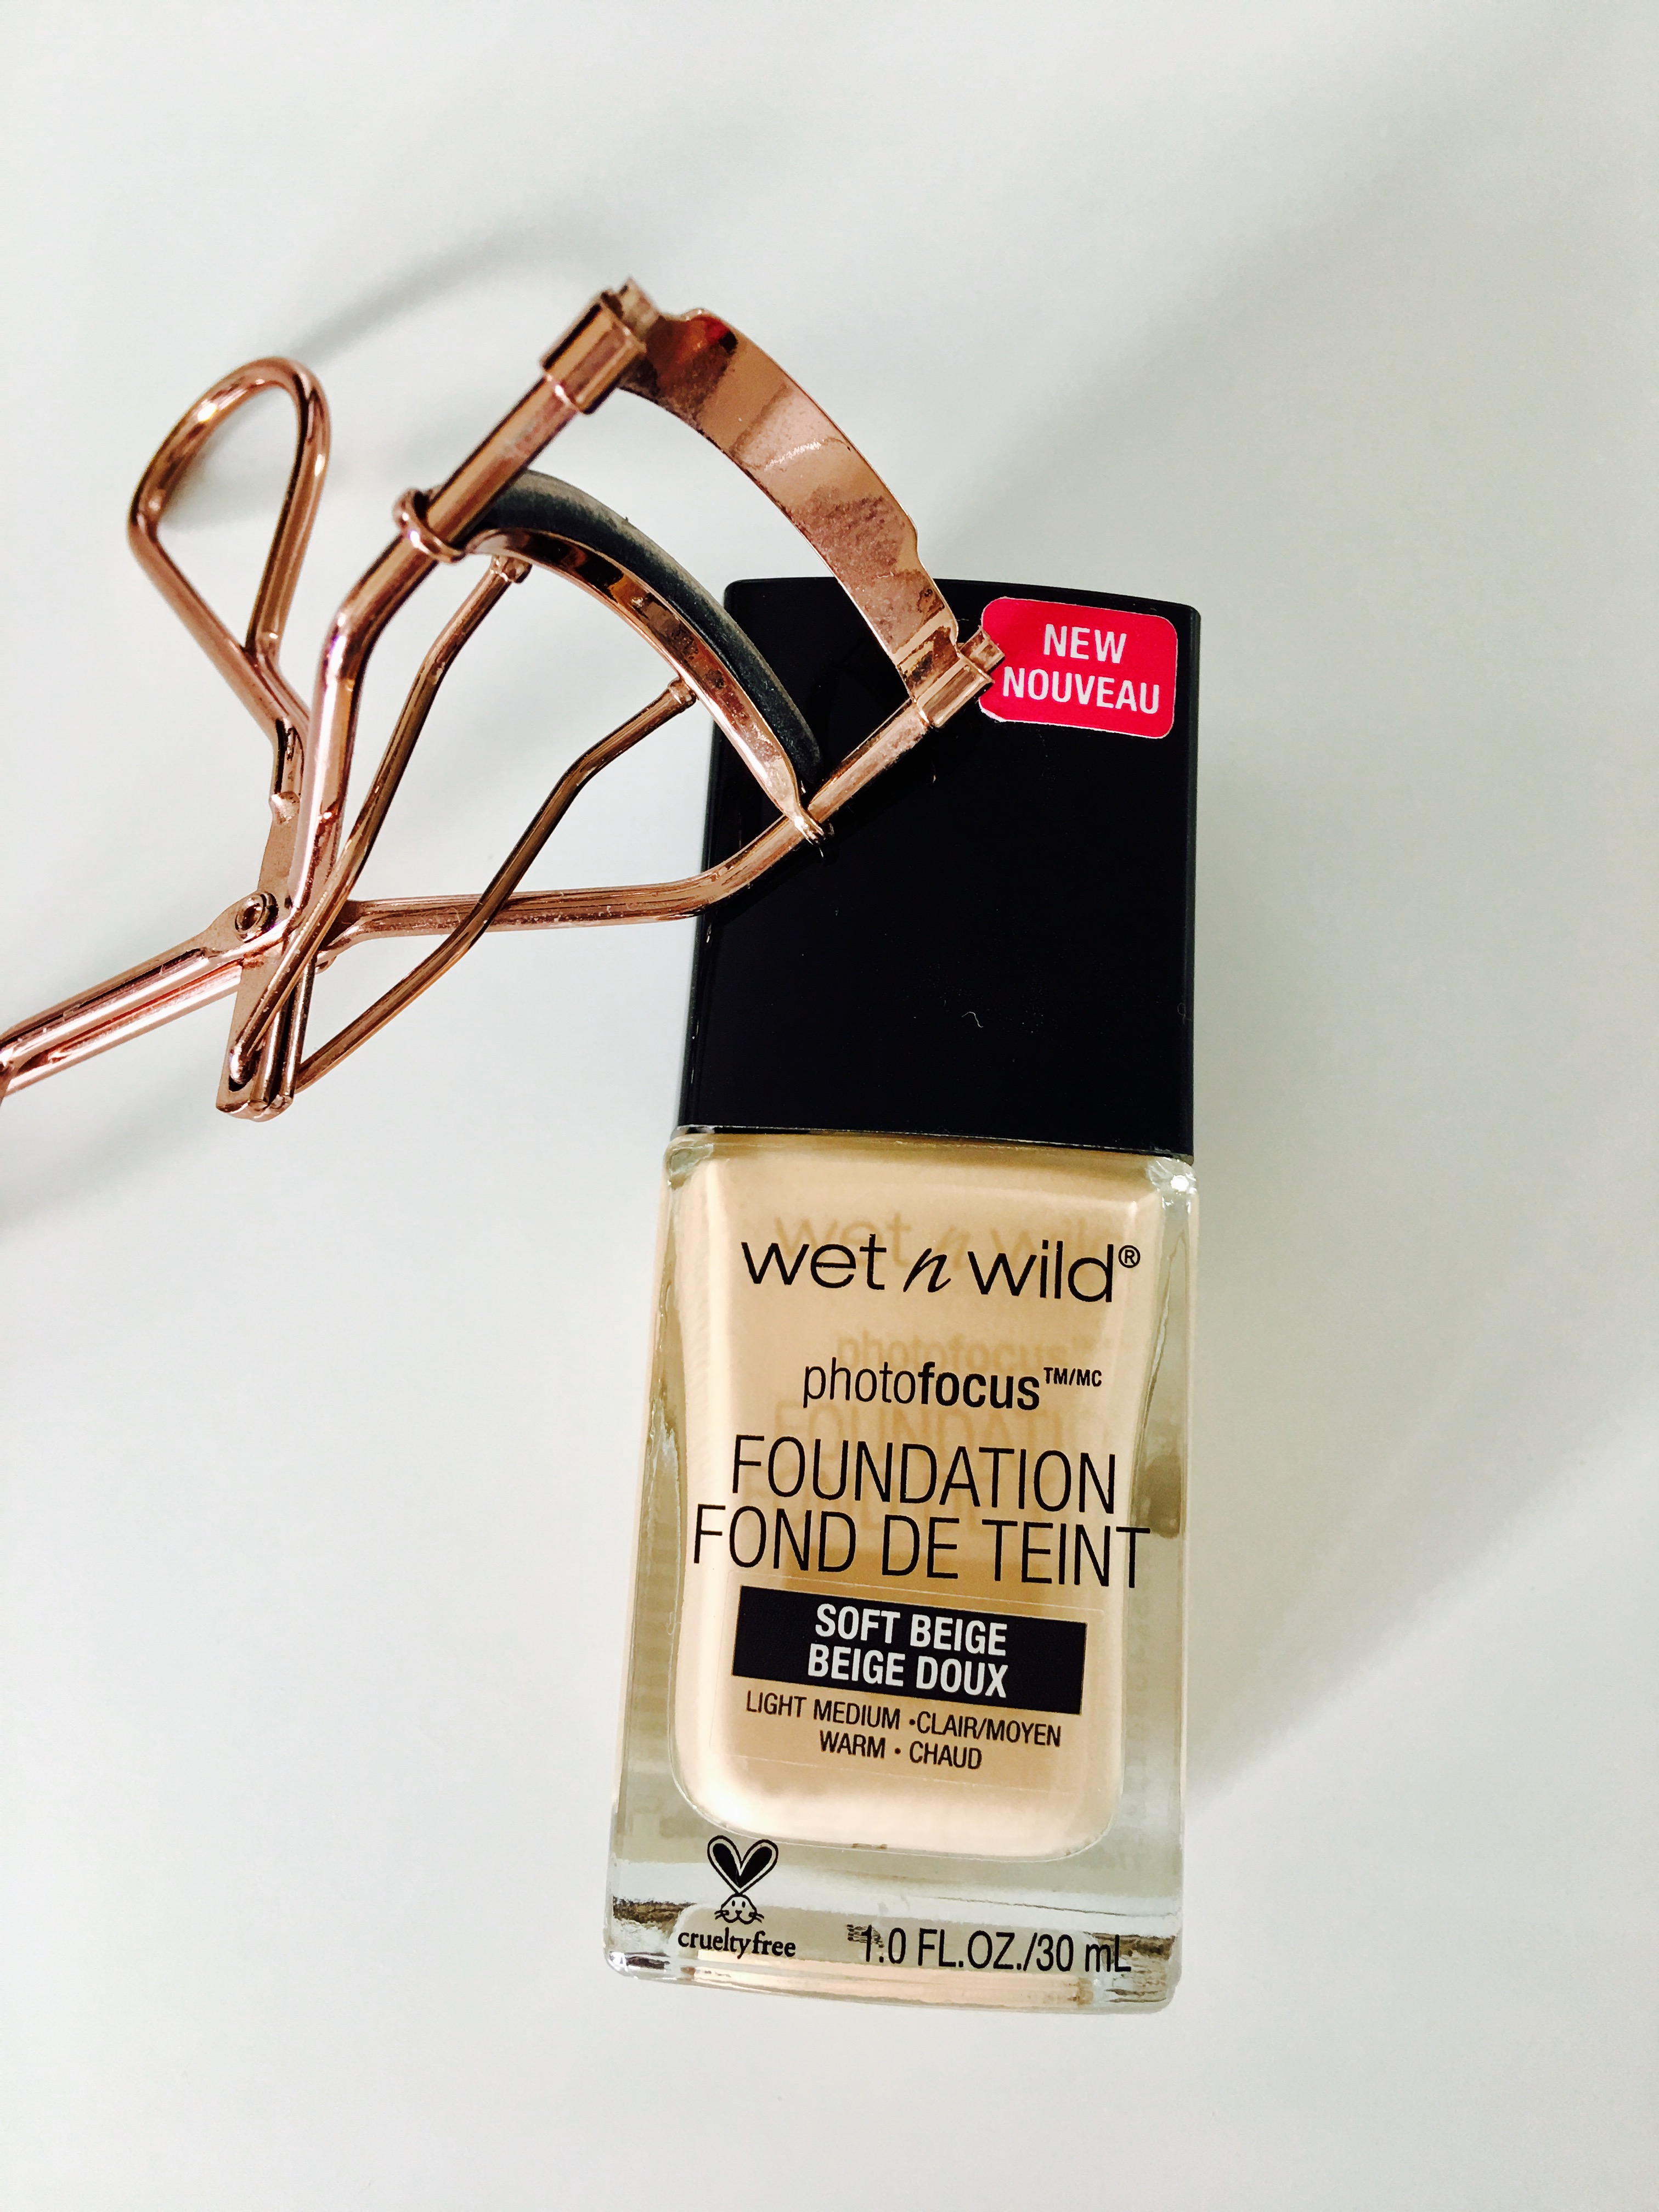 NEW
NOUVEAU
wet n wild®
photofocus™/MC
FOUNDATION
FOND DE TEINT
SOFT BEIGE
BEIGE DOUX
LIGHT MEDIUM •CLAIR/MOYEN
WARM • CHAUD
crueltyfree
1.0 FL.OZ./30 mL